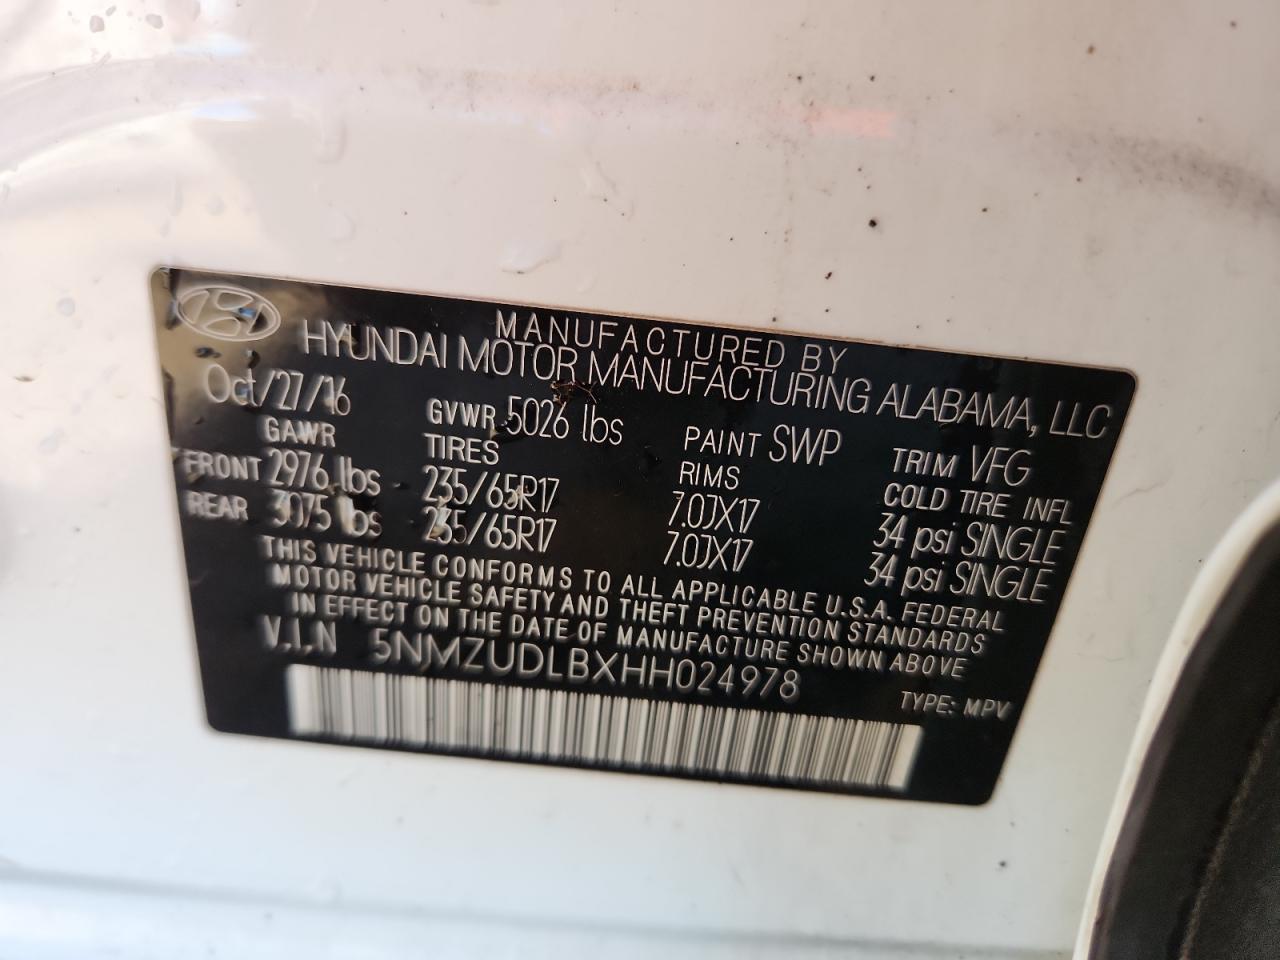 MANUFACTURED BY
HYUNDAI MOTOR MANUFACTURING ALABAMA, LLC
Oct/27/16 GVWR 5026 lbs PAINT SWP TRIM VFG
GAWR TIRES RIMS COLD TIRE INFL
FRONT 2976 lbs 235/65R17 7.0JX17 34 psi SINGLE
REAR 3075 lbs 235/65R17 7.0JX17 34 psi SINGLE
THIS VEHICLE CONFORMS TO ALL APPLICABLE U.S.A. FEDERAL
MOTOR VEHICLE SAFETY AND THEFT PREVENTION STANDARDS
IN EFFECT ON THE DATE OF MANUFACTURE SHOWN ABOVE
V.I.N 5NMZUDLBXHH024978
TYPE: MPV